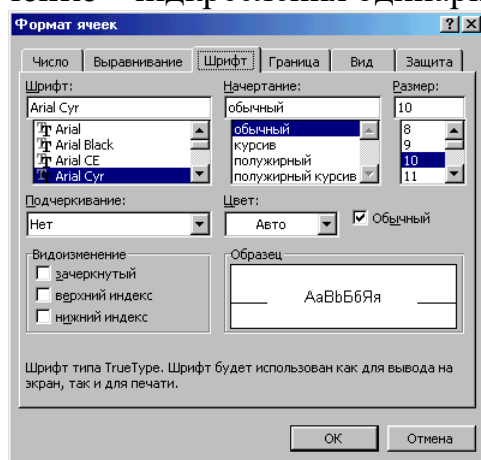 Формат ячеек
Число Выравнивание Шрифт Граница Вид Защита
Шрифт: Начертание: Размер:
Arial Cyr обычный 10
Arial обычный 8
Arial Black курсив 9
Arial CE полужирный 10
Arial Cyr полужирный курсив 11
Подчеркивание: Цвет:
Нет Авто Обычный
Видоизменение Образец
зачеркнутый
верхний индекс АаВbБбЯя
нижний индекс
Шрифт типа TrueType. Шрифт будет использован как для вывода на
экран, так и для печати.
ОК Отмена